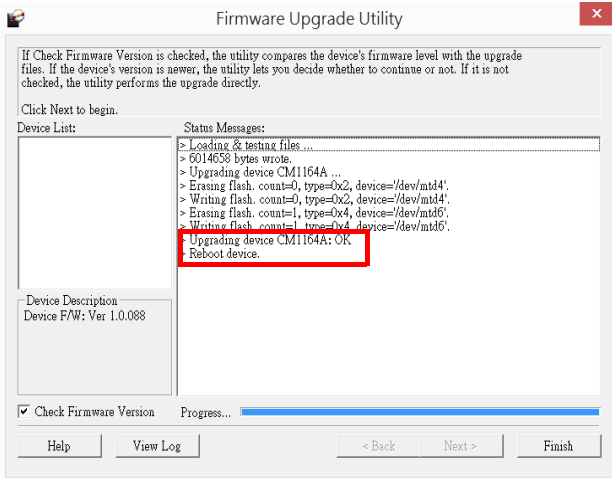 Firmware Upgrade Utility
If Check Firmware Version is checked, the utility compares the device's firmware level with the upgrade
files. If the device's version is newer, the utility lets you decide whether to continue or not. If it is not
checked, the utility performs the upgrade directly.
Click Next to begin.
Device List:
Status Messages:
> Loading & testing files ...
> 6014658 bytes wrote.
> Upgrading device CM1164A ...
> Erasing flash. count=0, type=0x2, device='/dev/mtd4'.
> Writing flash. count=0, type=0x2, device='/dev/mtd4'.
> Erasing flash. count=1, type=0x4, device='/dev/mtd6'.
> Writing flash. count=1, type=0x4, device='/dev/mtd6'.
> Upgrading device CM1164A: OK
> Reboot device.
Device Description
Device F/W: Ver 1.0.088
Check Firmware Version
Progress...
Help
View Log
< Back
Next >
Finish